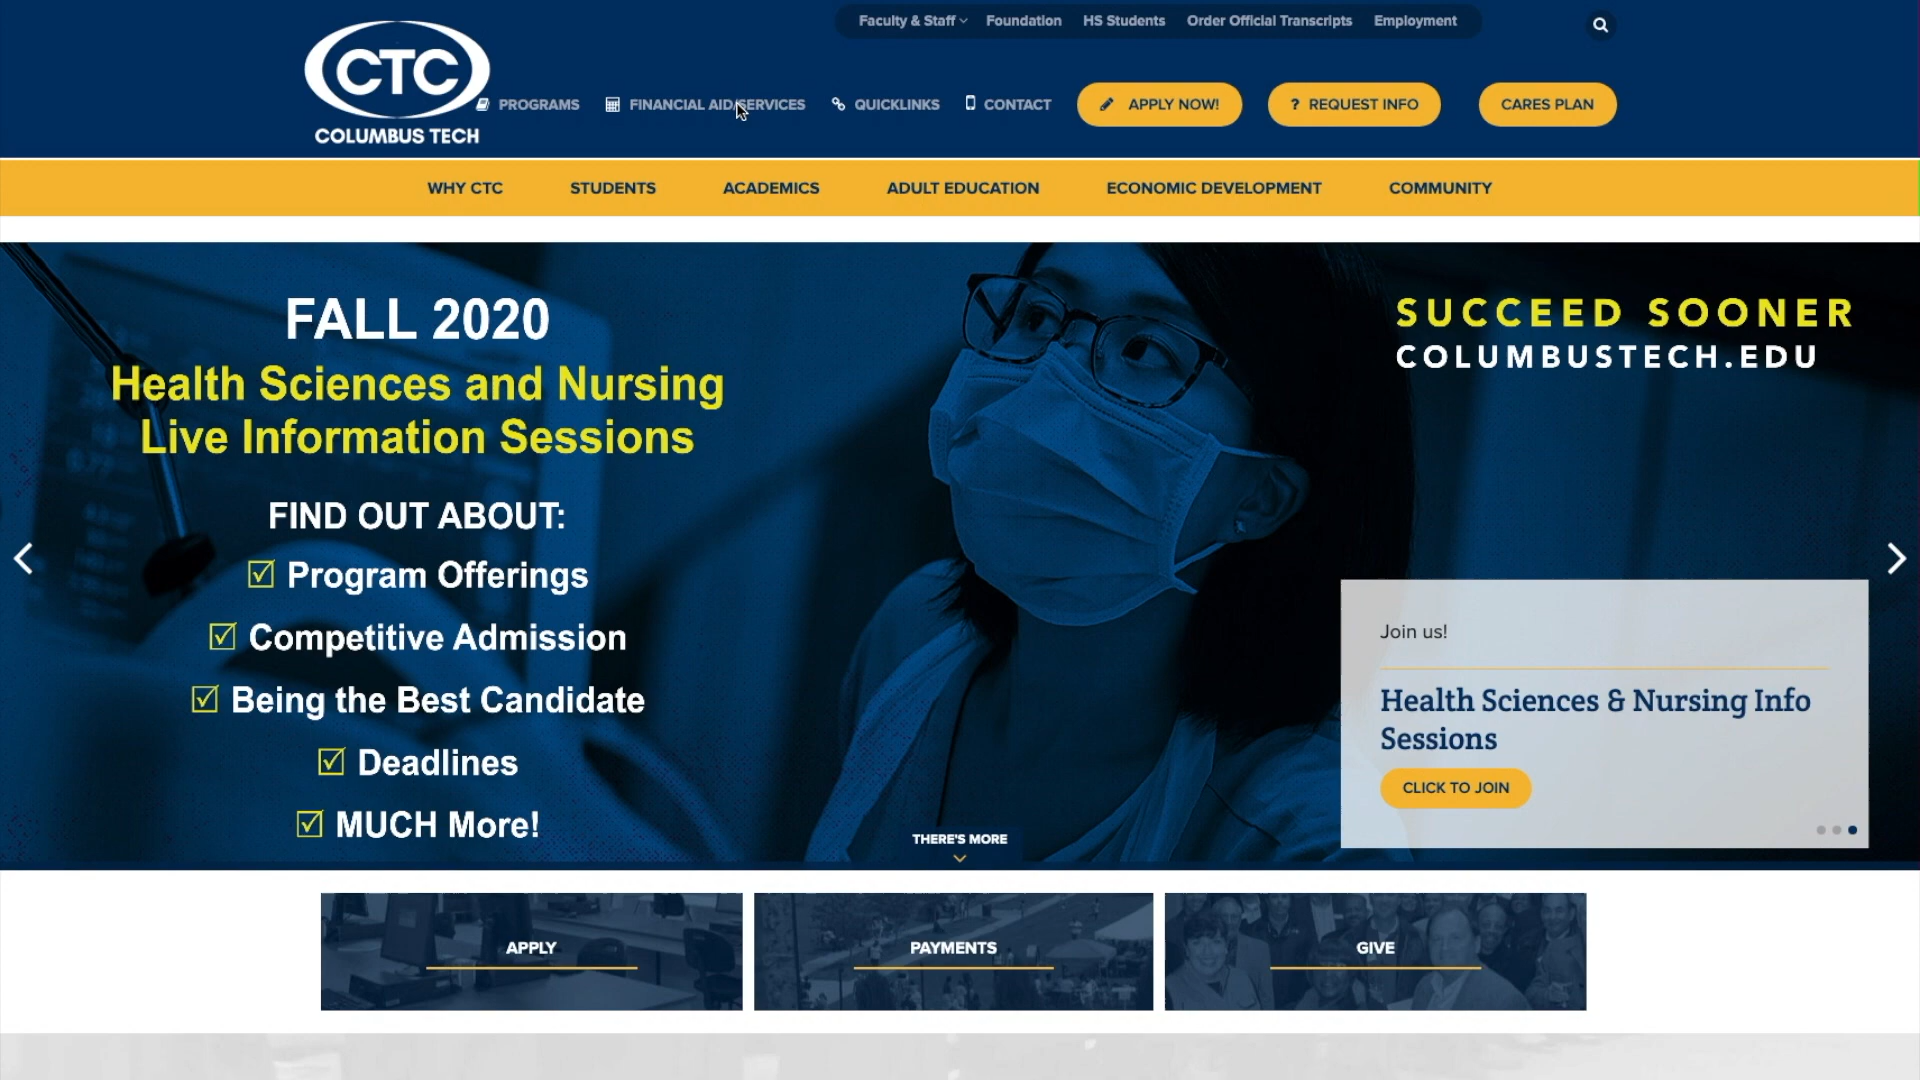 Faculty & Staff
Foundation
HS Students
Order Official Transcripts
Employment
CTC
COLUMBUS TECH
PROGRAMS
FINANCIAL AID/SERVICES
QUICKLINKS
CONTACT
APPLY NOW!
? REQUEST INFO
CARES PLAN
WHY CTC
STUDENTS
ACADEMICS
ADULT EDUCATION
ECONOMIC DEVELOPMENT
COMMUNITY
FALL 2020
Health Sciences and Nursing
Live Information Sessions
FIND OUT ABOUT:
Program Offerings
Competitive Admission
Being the Best Candidate
Deadlines
MUCH More!
SUCCEED SOONER
COLUMBUSTECH.EDU
Join us!
Health Sciences & Nursing Info
Sessions
CLICK TO JOIN
THERE'S MORE
APPLY
PAYMENTS
GIVE